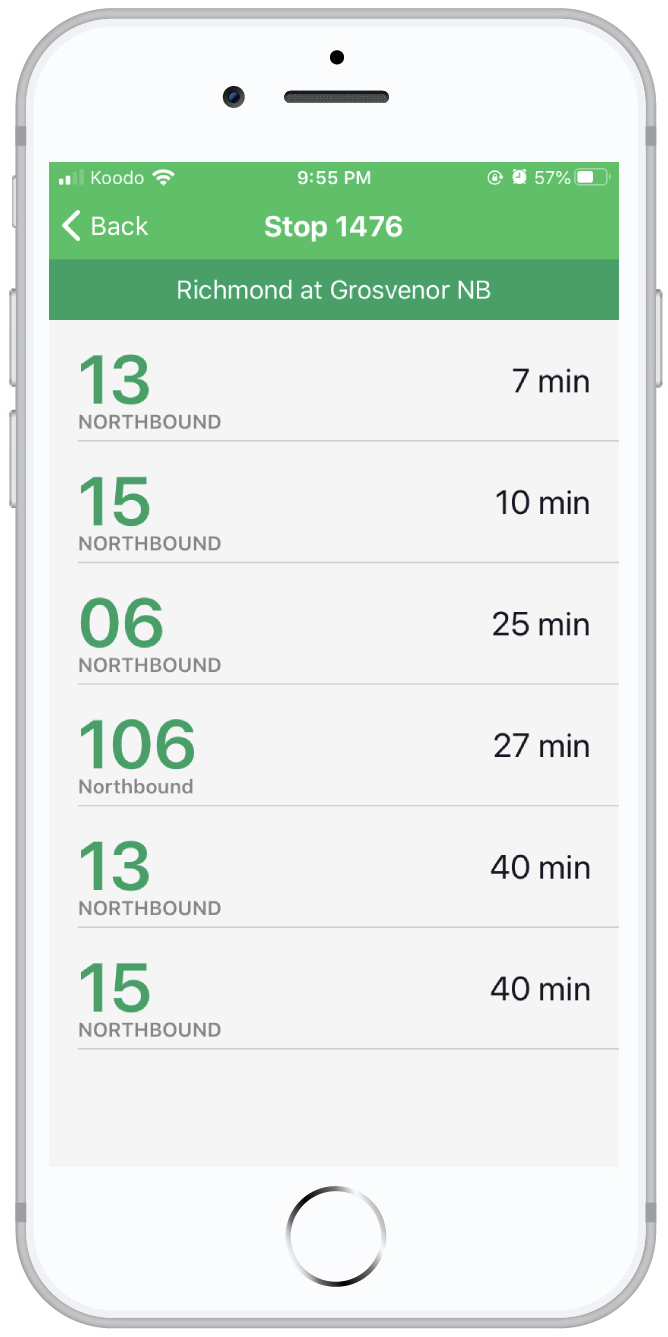 Koodo 9:55 PM 57%
Back Stop 1476
Richmond at Grosvenor NB
13 7 min
NORTHBOUND
15 10 min
NORTHBOUND
06 25 min
NORTHBOUND
106 27 min
Northbound
13 40 min
NORTHBOUND
15 40 min
NORTHBOUND